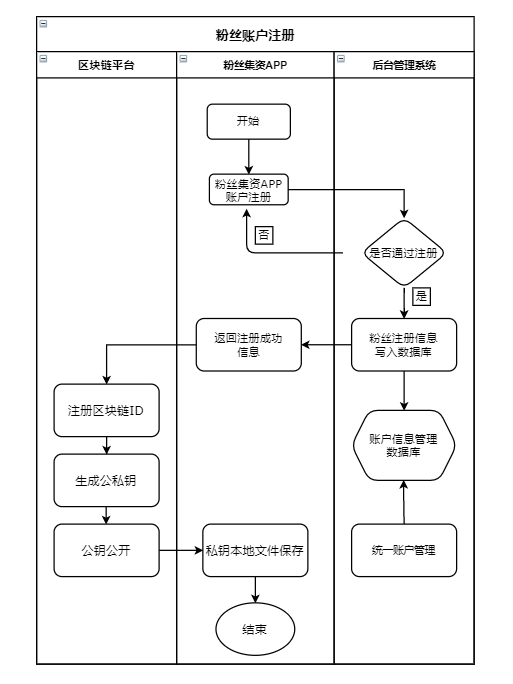 粉丝账户注册
区块链平台
粉丝集资APP
后台管理系统
开始
粉丝集资APP
账户注册
是否通过注册
否
是
返回注册成功
信息
粉丝注册信息
写入数据库
注册区块链ID
账户信息管理
数据库
生成公私钥
公钥公开
私钥本地文件保存
统一账户管理
结束